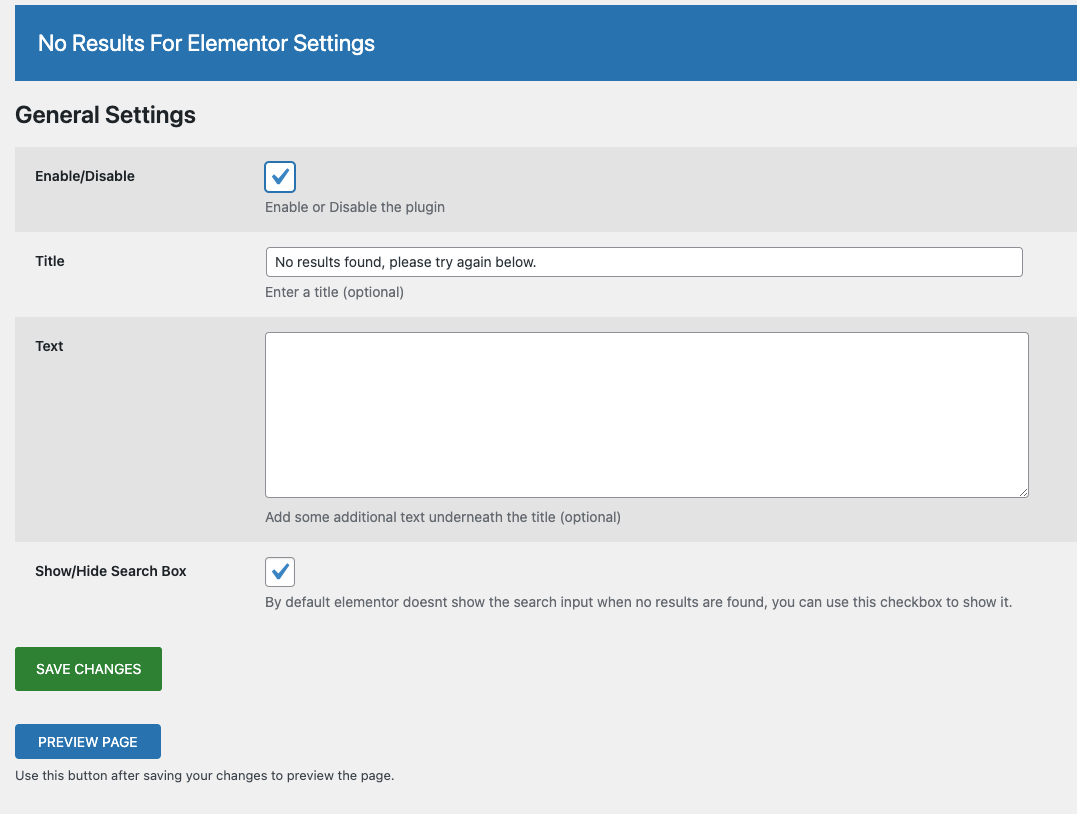 No Results For Elementor Settings
General Settings
Enable/Disable
Enable or Disable the plugin
Title
No results found, please try again below.
Enter a title (optional)
Text
Add some additional text underneath the title (optional)
Show/Hide Search Box
By default elementor doesnt show the search input when no results are found, you can use this checkbox to show it.
SAVE CHANGES
PREVIEW PAGE
Use this button after saving your changes to preview the page.